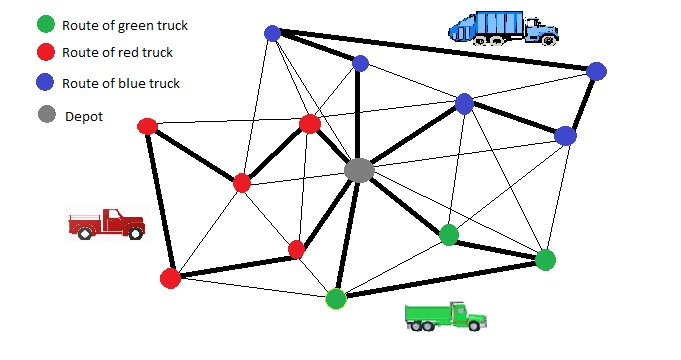 Route of green truck
Route of red truck
Route of blue truck
Depot